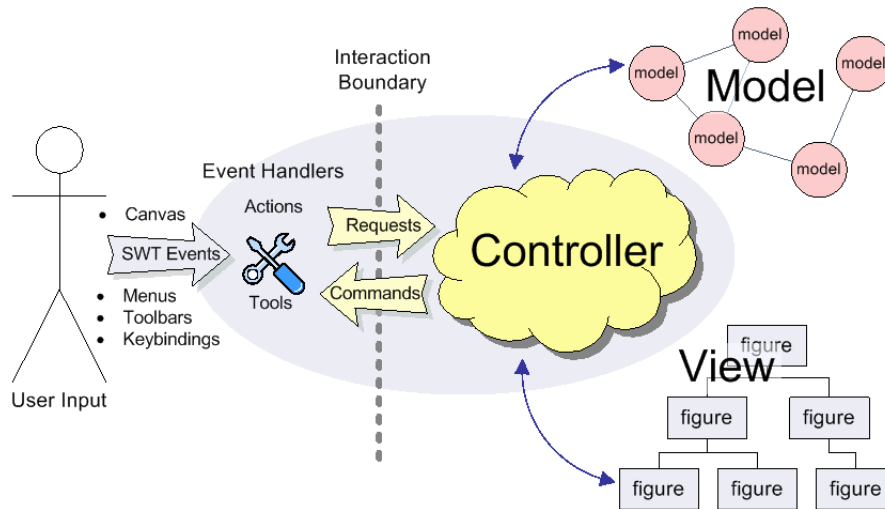 Interaction
Boundary
Event Handlers
Actions
Tools
Canvas
SWT Events
Menus
Toolbars
Keybindings
User Input
Requests
Commands
Controller
model
model
model
model
model
model
Model
figure
View
figure
figure
figure
figure
figure